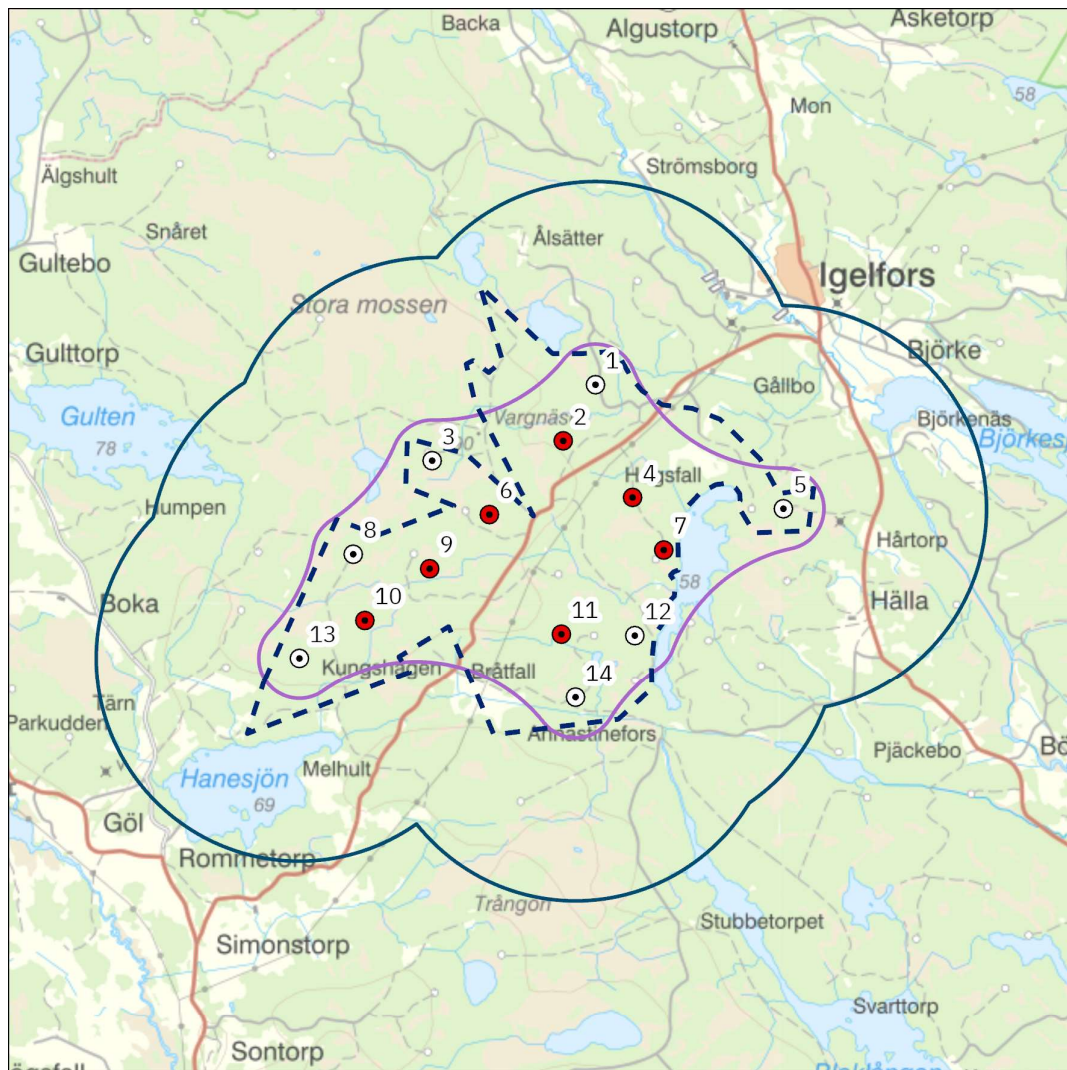 Backa
Algustorp
Asketorp
58
Mon
Strömsborg
Älgshult
Snåret
Ålsätter
Gultebo
Igelfors
Stora mossen
Gulttorp
Björke
1
Gållbo
Gulten
Vargnäs
Björkenäs
2
3
78
4
5
Humpen
6
Hårtorp
8
7
9
58
Boka
Hälla
10
11
12
13
Kungshagen
Bråtfall
14
Tärn
Parkudden
Annastinefors
Pjäckebo
Hanesjön
Melhult
69
Göl
Rommetorp
Stubbetorpet
Simonstorp
Svarttorp
Sontorp